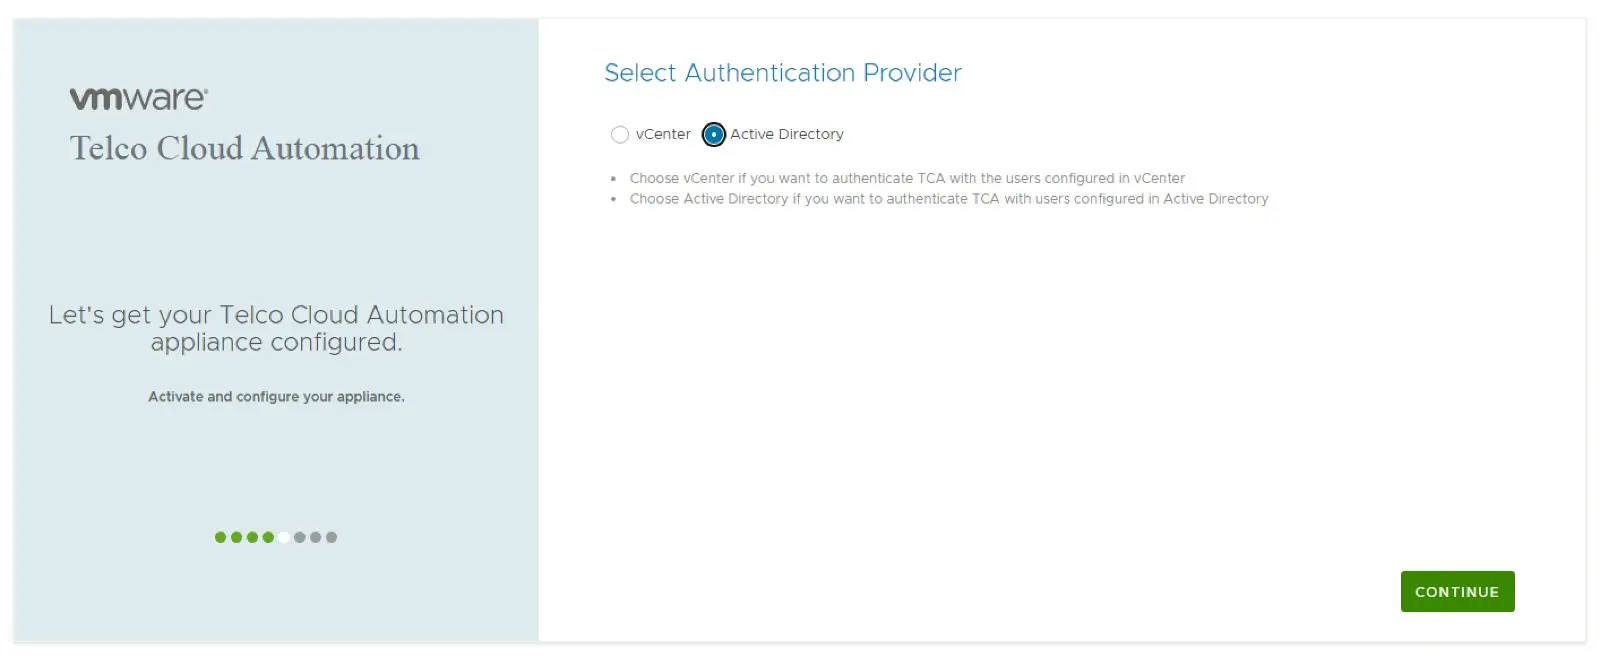 vmware®
Telco Cloud Automation
Let's get your Telco Cloud Automation
appliance configured.
Activate and configure your appliance.
Select Authentication Provider
vCenter Active Directory
• Choose vCenter if you want to authenticate TCA with the users configured in vCenter
• Choose Active Directory if you want to authenticate TCA with users configured in Active Directory
CONTINUE